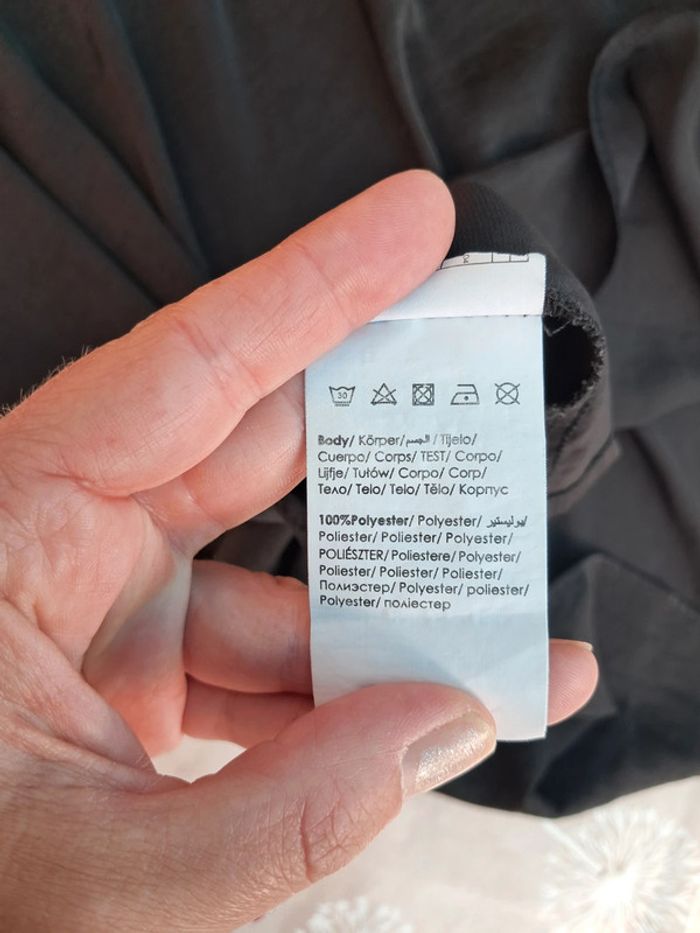 30
Body/ Körper/ الجسم / Tijelo/
Cuerpo/ Corps/ TEST/ Corpo/
Lijfje/ Tułów/ Corpo/ Corp/
Тело/ Telo/ Telo/ Tělo/ Корпус
100%Polyester/ Polyester/ بوليستير/
Poliester/ Poliester/ Polyester/
POLIÉSZTER/ Poliestere/ Polyester/
Poliester/ Poliester/ Poliester/
Полиэстер/ Polyester/ poliester/
Polyester/ поліестер